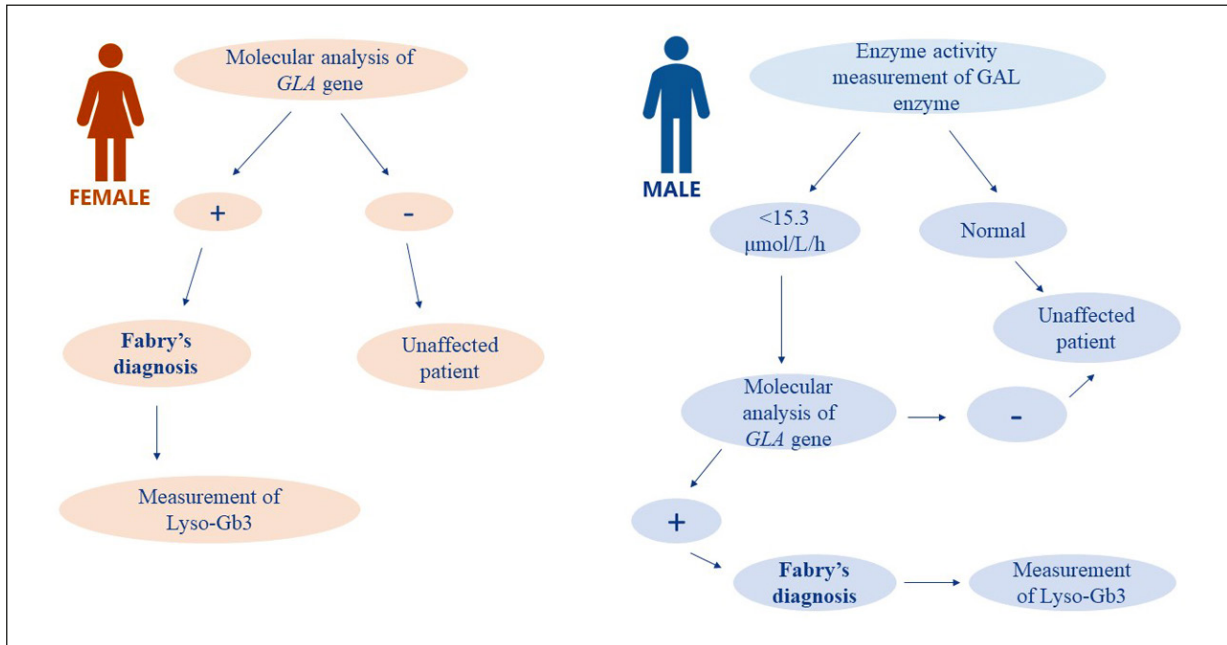 Molecular analysis of
GLA gene
FEMALE
+
-
Fabry's
diagnosis
Unaffected
patient
Measurement of
Lyso-Gb3
Enzyme activity
measurement of GAL
enzyme
MALE
<15.3
μmol/L/h
Normal
Unaffected
patient
Molecular
analysis of
GLA gene
-
+
Fabry's
diagnosis
Measurement
of Lyso-Gb3